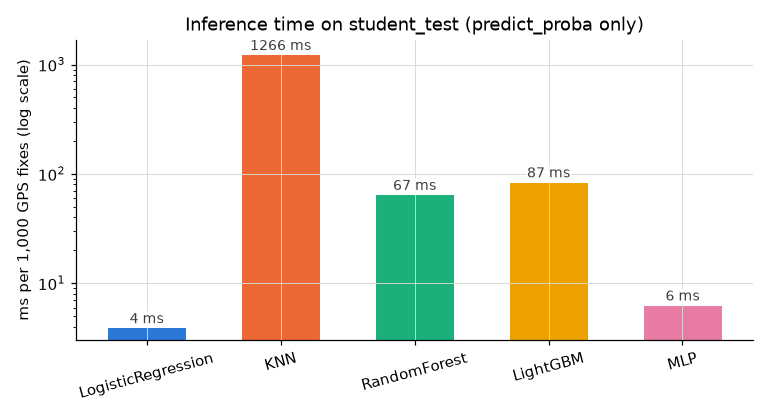 Inference time on student_test (predict_proba only)
ms per 1,000 GPS fixes (log scale)
10³
10²
10¹
4 ms
1266 ms
67 ms
87 ms
6 ms
LogisticRegression
KNN
RandomForest
LightGBM
MLP